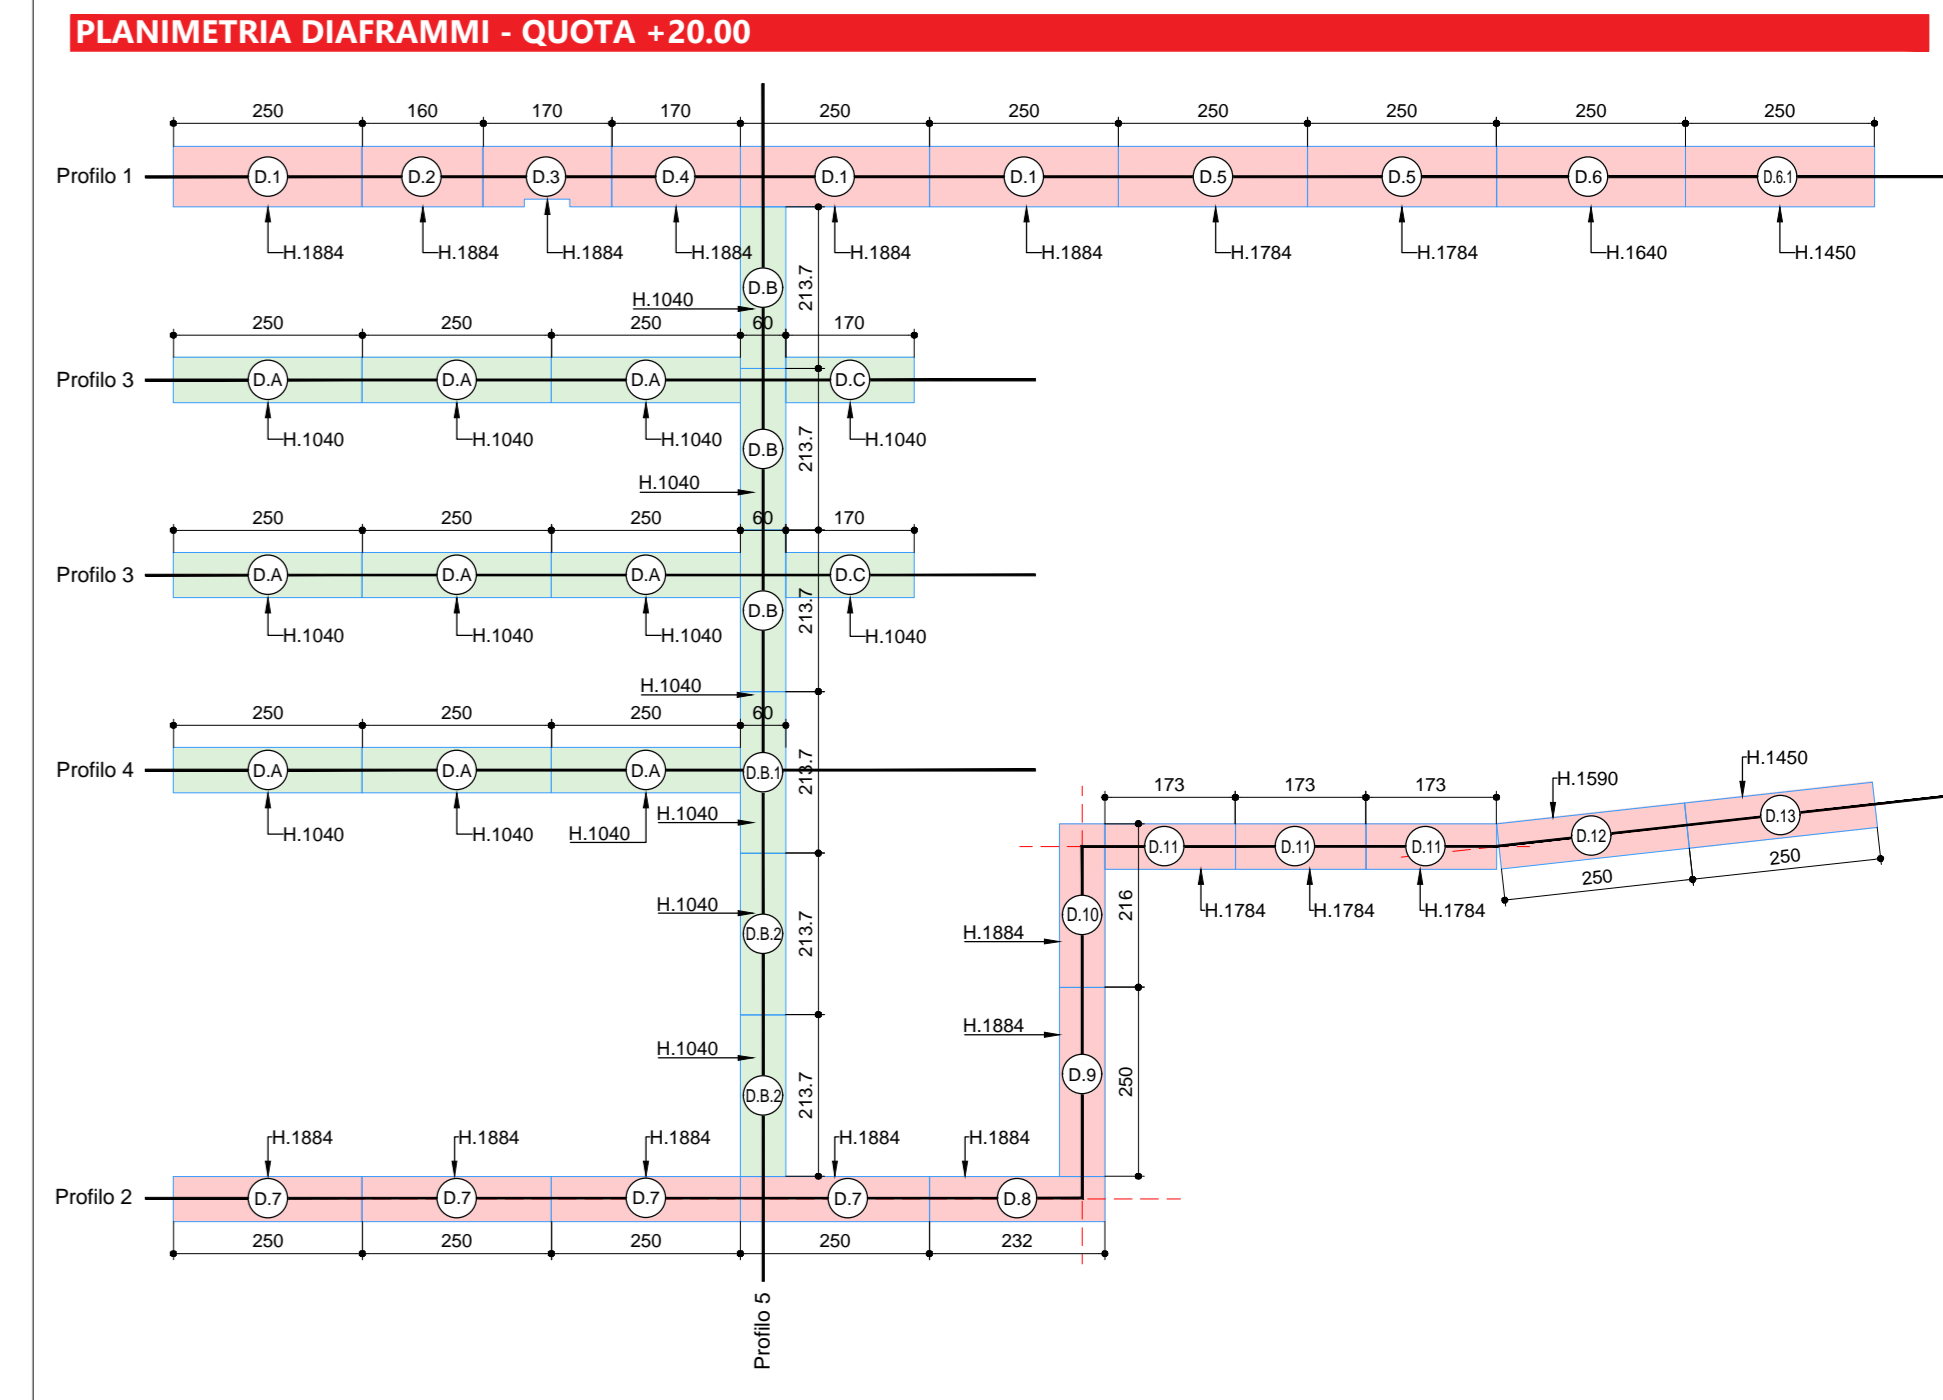 PLANIMETRIA DIAFRAMMI - QUOTA +20.00
250 160 170 170 250 250 250 250 250 250
Profilo 1 D.1 D.2 D.3 D.4 D.1 D.1 D.5 D.5 D.6 D.6.1
H.1884 H.1884 H.1884 H.1884 H.1884 H.1884 H.1784 H.1784 H.1640 H.1450
D.B 213.7
H.1040
250 250 250 60 170
Profilo 3 D.A D.A D.A D.C
H.1040 H.1040 H.1040 H.1040
D.B 213.7
H.1040
250 250 250 60 170
Profilo 3 D.A D.A D.A D.C
D.B 213.7
H.1040 H.1040 H.1040 H.1040
H.1040
250 250 250 60
Profilo 4 D.A D.A D.A D.B.1 213.7
H.1040 H.1040 H.1040 H.1040
H.1590 H.1450
173 173 173
D.11 D.11 D.11 D.12 D.13
250 250
H.1784 H.1784 H.1784
H.1040
D.B.2 213.7
D.10 216
H.1884
H.1884
H.1040
D.9 250
D.B.2 213.7
H.1884 H.1884 H.1884 H.1884 H.1884
Profilo 2 D.7 D.7 D.7 D.7 D.8
250 250 250 250 232
Profilo 5